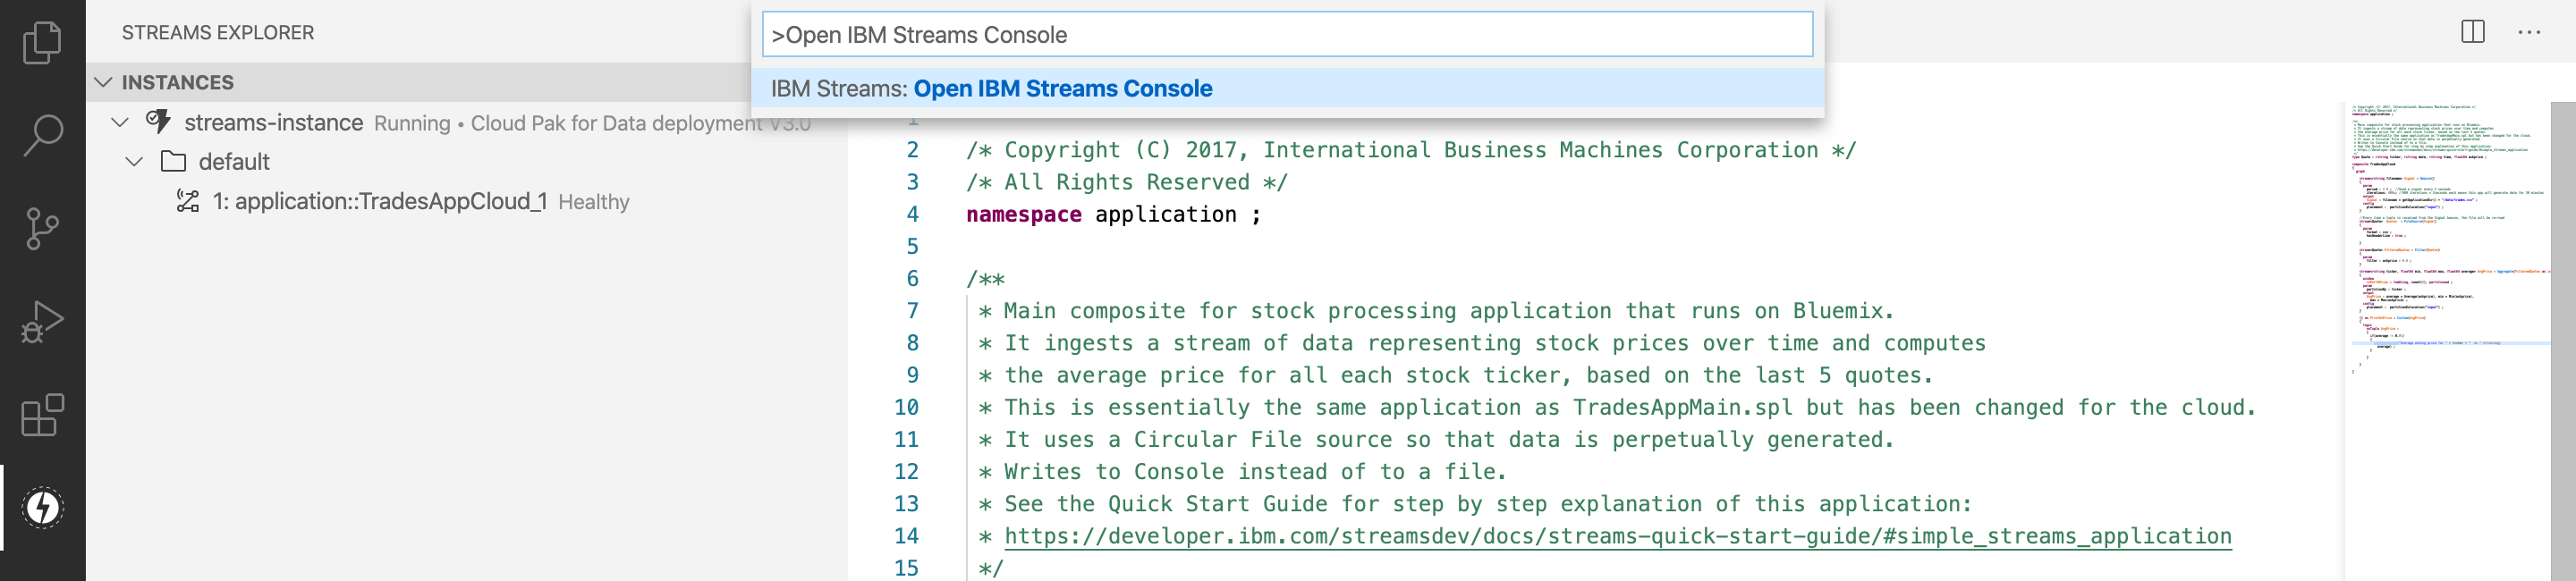 STREAMS EXPLORER
INSTANCES
streams-instance Running • Cloud Pak for Data deployment v3.0
default
1: application::TradesAppCloud_1 Healthy
>Open IBM Streams Console
IBM Streams: Open IBM Streams Console
1
2 /* Copyright (C) 2017, International Business Machines Corporation */
3 /* All Rights Reserved */
4 namespace application ;
5
6 /**
7 * Main composite for stock processing application that runs on Bluemix.
8 * It ingests a stream of data representing stock prices over time and computes
9 * the average price for all each stock ticker, based on the last 5 quotes.
10 * This is essentially the same application as TradesAppMain.spl but has been changed for the cloud.
11 * It uses a Circular File source so that data is perpetually generated.
12 * Writes to Console instead of to a file.
13 * See the Quick Start Guide for step by step explanation of this application:
14 * https://developer.ibm.com/streamsdev/docs/streams-quick-start-guide/#simple_streams_application
15 */